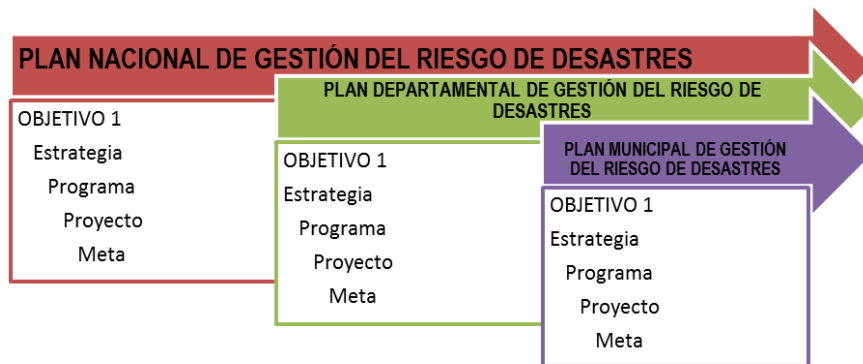 PLAN NACIONAL DE GESTIÓN DEL RIESGO DE DESASTRES
OBJETIVO 1
Estrategia
Programa
Proyecto
Meta
PLAN DEPARTAMENTAL DE GESTIÓN DEL RIESGO DE
DESASTRES
OBJETIVO 1
Estrategia
Programa
Proyecto
Meta
PLAN MUNICIPAL DE GESTIÓN
DEL RIESGO DE DESASTRES
OBJETIVO 1
Estrategia
Programa
Proyecto
Meta